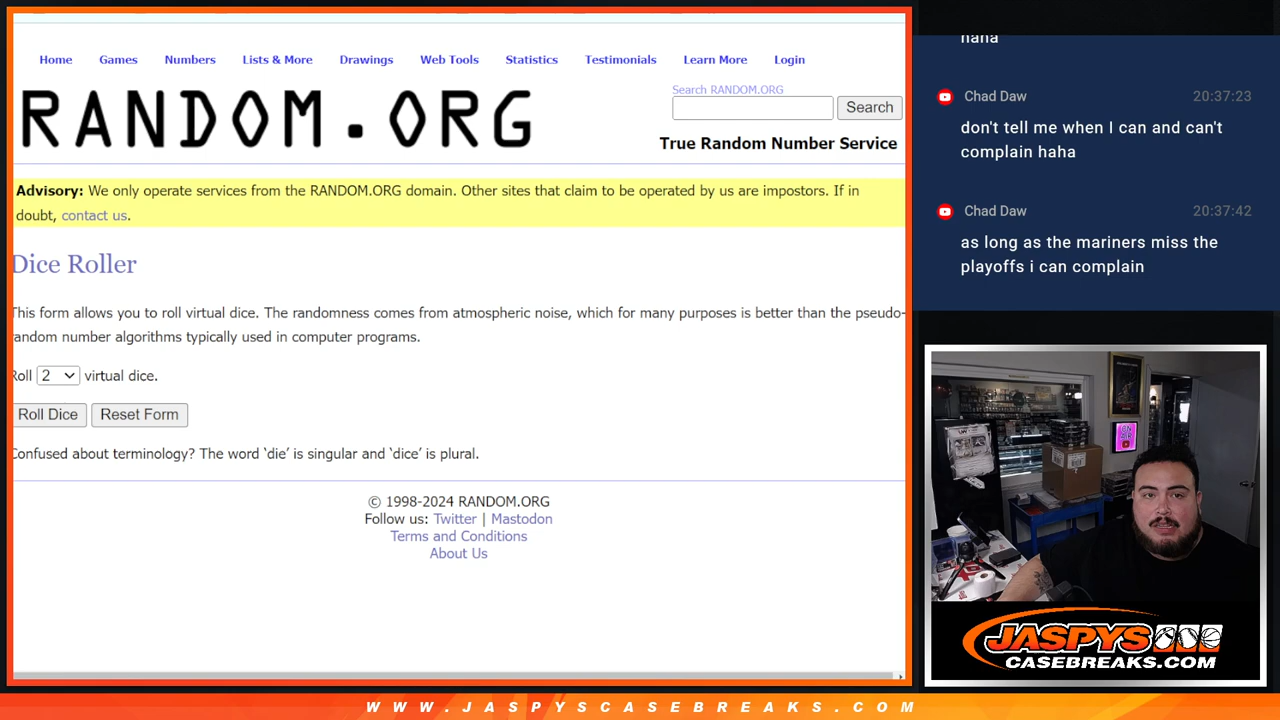 Home Games Numbers Lists & More Drawings Web Tools Statistics Testimonials Learn More Login
RANDOM.ORG
Search RANDOM.ORG
Search
True Random Number Service
Advisory: We only operate services from the RANDOM.ORG domain. Other sites that claim to be operated by us are impostors. If in
doubt, contact us.
Dice Roller
This form allows you to roll virtual dice. The randomness comes from atmospheric noise, which for many purposes is better than the pseudo-
random number algorithms typically used in computer programs.
Roll 2 virtual dice.
Roll Dice Reset Form
Confused about terminology? The word ‘die’ is singular and ‘dice’ is plural.
© 1998-2024 RANDOM.ORG
Follow us: Twitter | Mastodon
Terms and Conditions
About Us
haha
Chad Daw 20:37:23
don't tell me when I can and can't
complain haha
Chad Daw 20:37:42
as long as the mariners miss the
playoffs i can complain
ON
AIR
JASPYS
CASEBREAKS.COM
WWW.JASPYSCASEBREAKS.COM